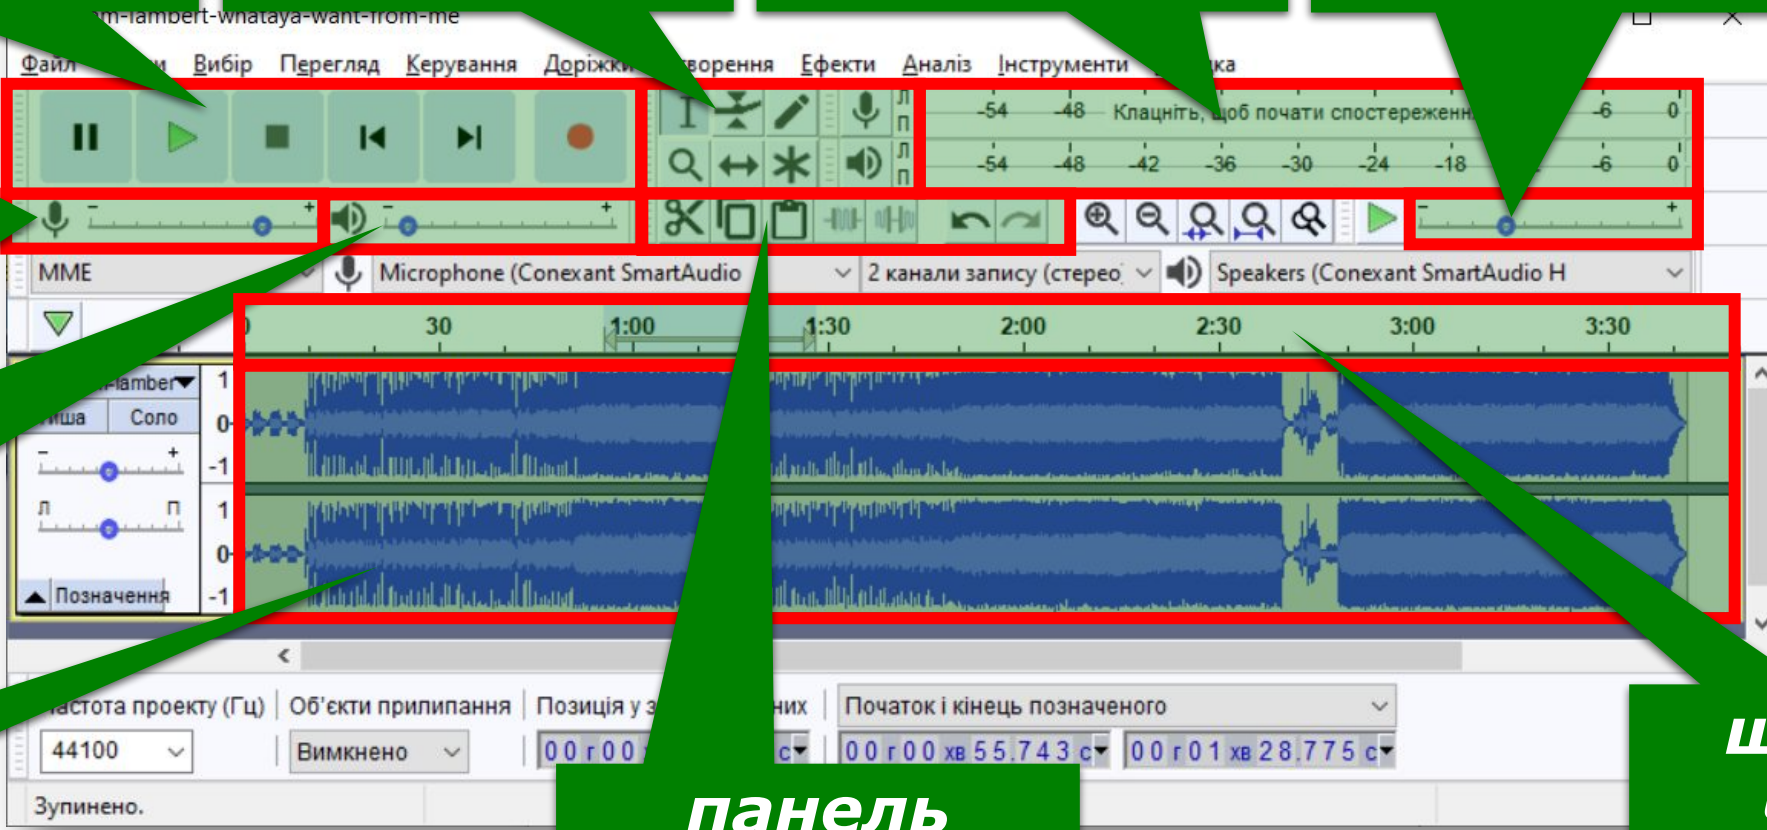 m-lambert-whataya-want-from-me
Файл Вибір Перегляд Керування Доріжки Ефекти Аналіз Інструменти
-54 -48 Клацніть, щоб почати спостереження -6 0
Л
П
-54 -48 -42 -36 -30 -24 -18 -6 0
Л
П
- + - + - +
MME Microphone (Conexant SmartAudio 2 канали запису (стерео) Speakers (Conexant SmartAudio H
30 1:00 1:30 2:00 2:30 3:00 3:30
lamber 1
Соло 0
- + -1
Л П 1
0
Позначення -1
Частота проекту (Гц) Об'єкти прилипання Позиція у Початок і кінець позначеного
44100 Вимкнено 00 г 00 с 00 г 00 хв 55.743 с 00 г 01 хв 28.775 с
Зупинено.
панель